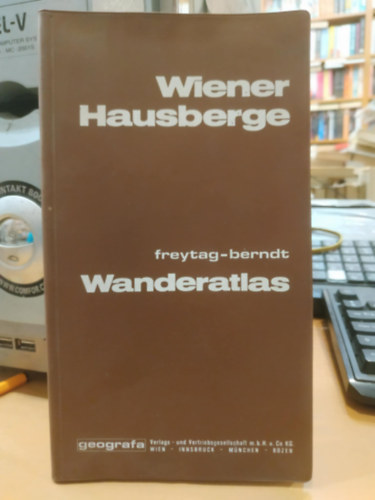 Wiener
Hausberge
freytag-berndt
Wanderatlas
geografa
Verlags- und Vertriebsgesellschaft m.b.H. u. Co KG
WIEN · INNSBRUCK · MÜNCHEN · BOZEN